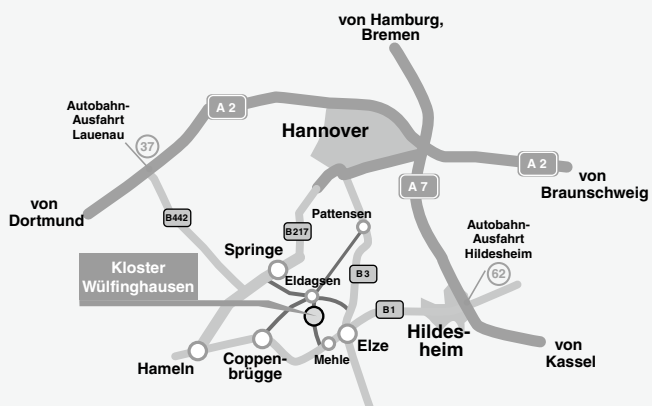 von Hamburg,
Bremen
Autobahn-
Ausfahrt
Lauenau
37
A 2
Hannover
A 2
von
Braunschweig
A 7
von
Dortmund
B442
Pattensen
B217
Autobahn-
Ausfahrt
Hildesheim
62
Springe
Kloster
Wülfinghausen
Eldagsen
B3
B1
Hildes-
heim
Elze
von
Kassel
Hameln
Coppen-
brügge
Mehle